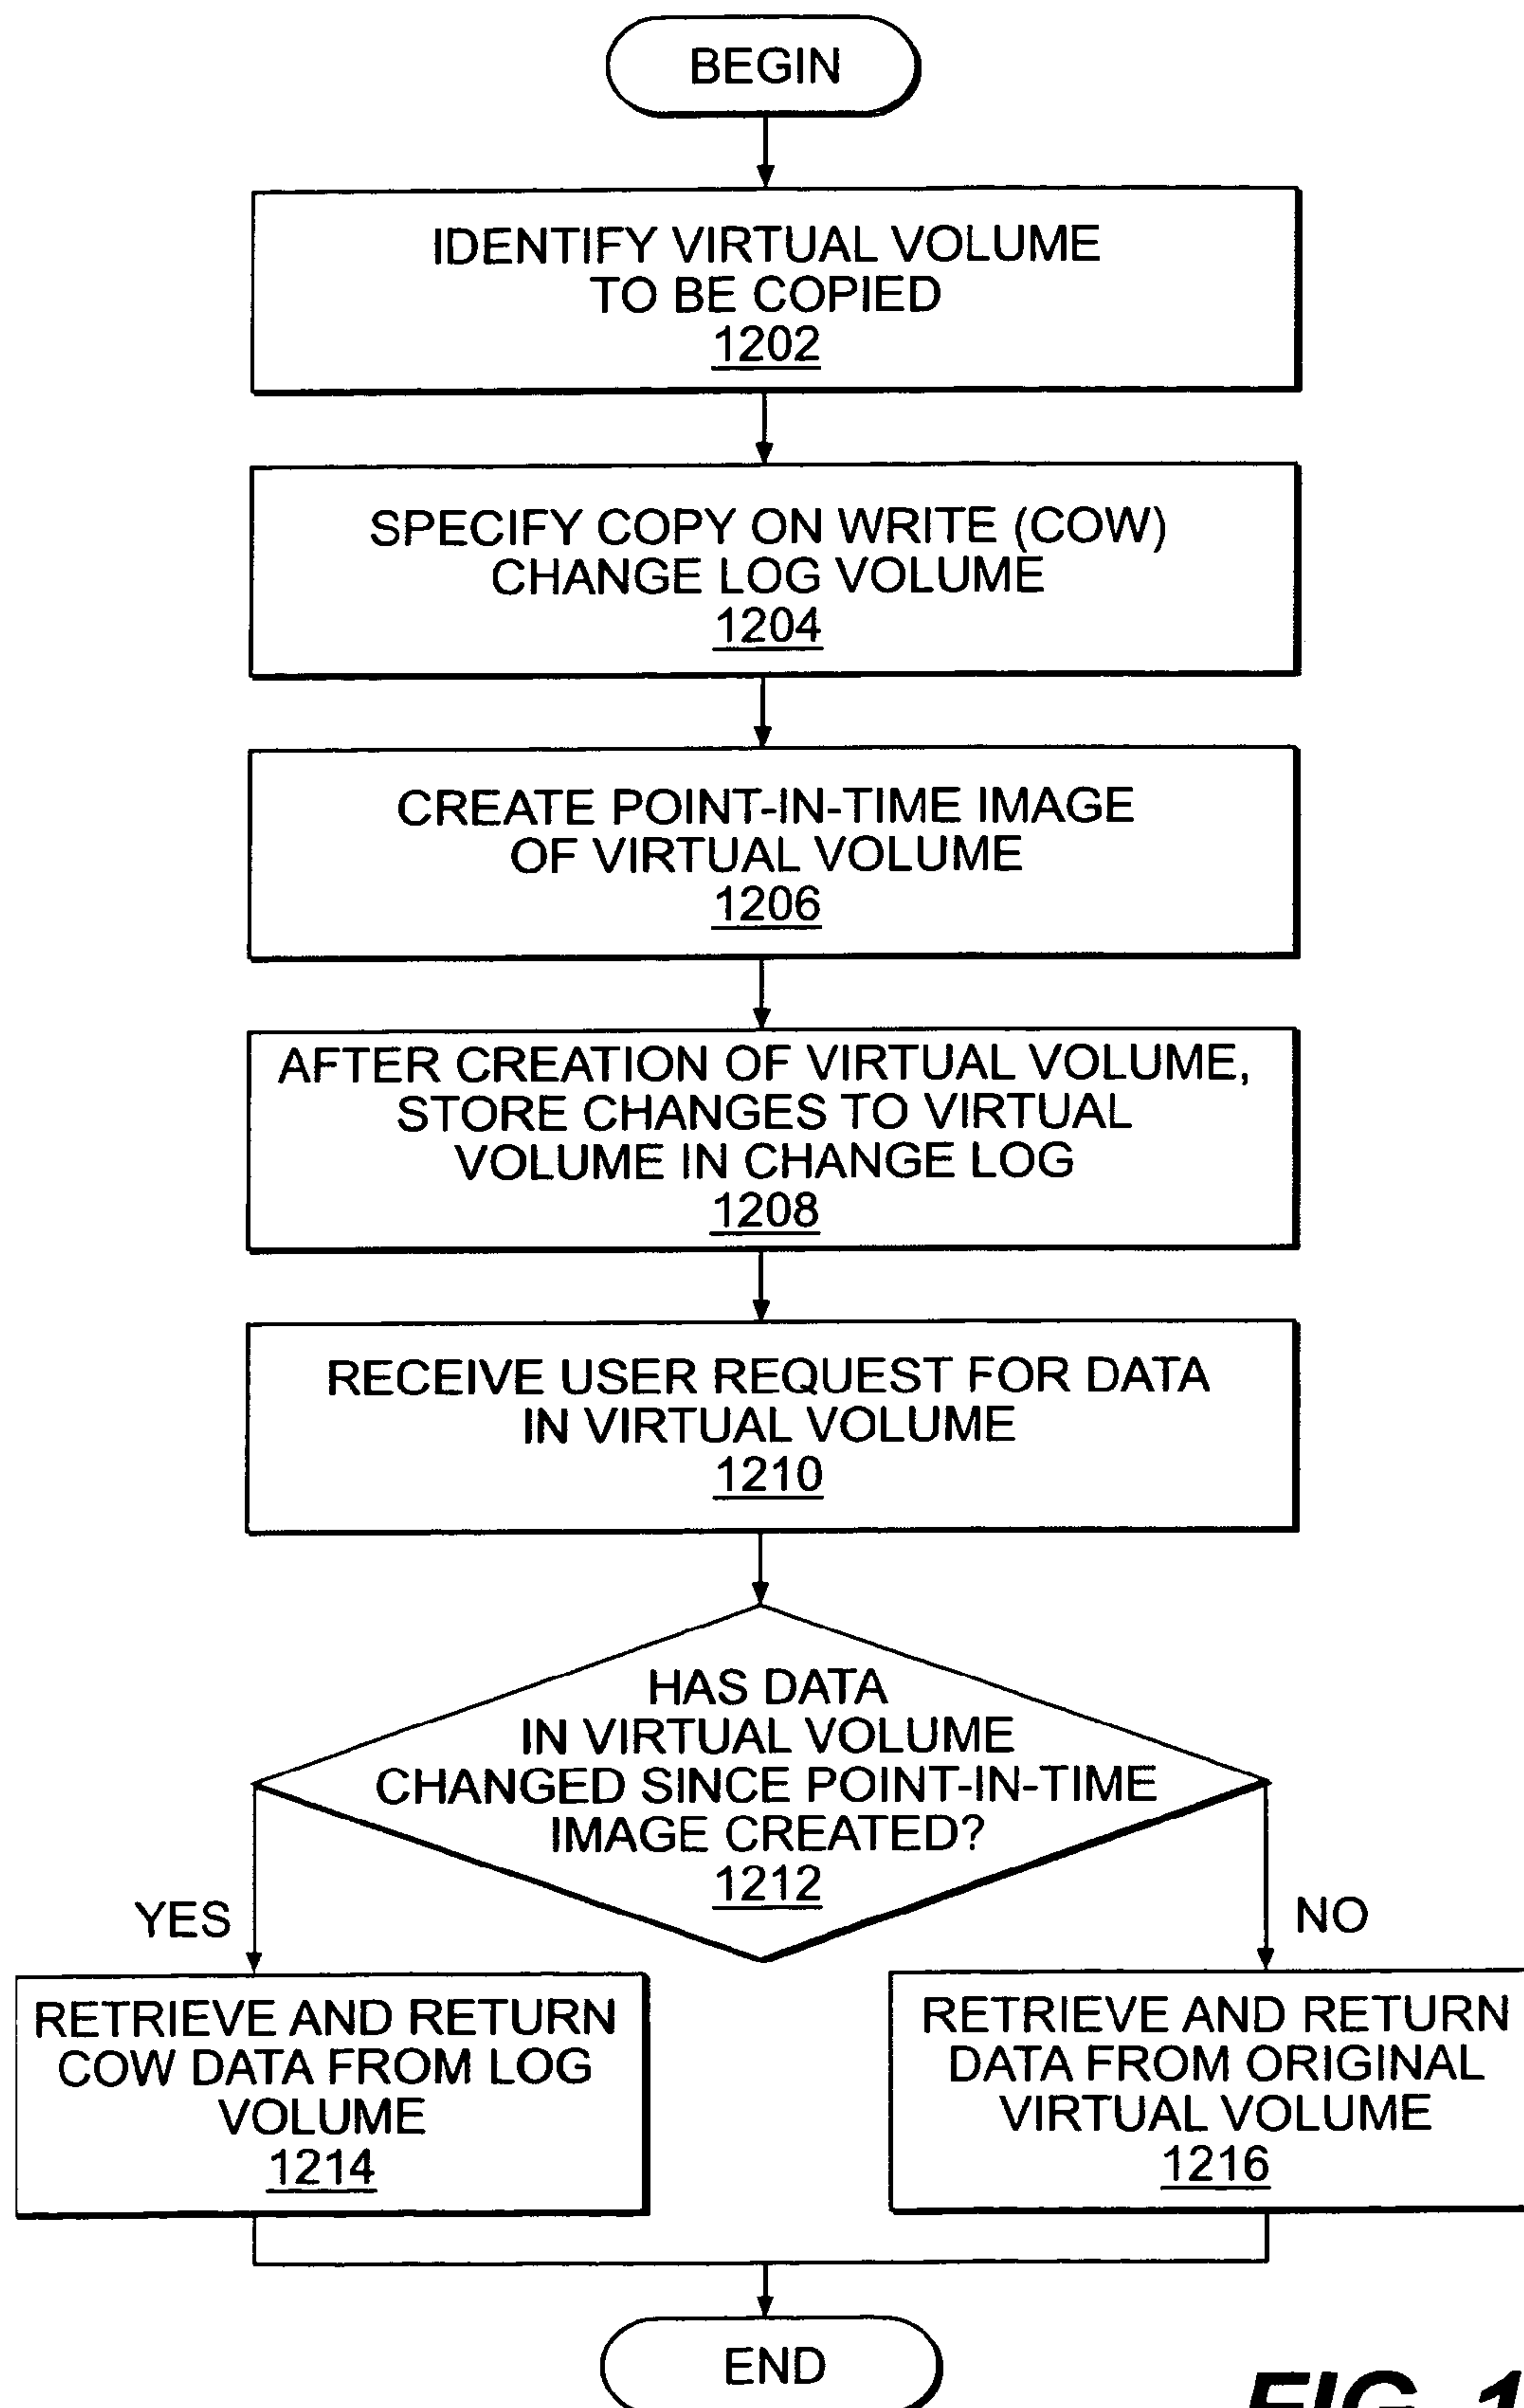 BEGIN
IDENTIFY VIRTUAL VOLUME
TO BE COPIED
1202
SPECIFY COPY ON WRITE (COW)
CHANGE LOG VOLUME
1204
CREATE POINT-IN-TIME IMAGE
OF VIRTUAL VOLUME
1206
AFTER CREATION OF VIRTUAL VOLUME,
STORE CHANGES TO VIRTUAL
VOLUME IN CHANGE LOG
1208
RECEIVE USER REQUEST FOR DATA
IN VIRTUAL VOLUME
1210
HAS DATA
IN VIRTUAL VOLUME
CHANGED SINCE POINT-IN-TIME
IMAGE CREATED?
1212
YES
NO
RETRIEVE AND RETURN
COW DATA FROM LOG
VOLUME
1214
RETRIEVE AND RETURN
DATA FROM ORIGINAL
VIRTUAL VOLUME
1216
END
FIG. 1